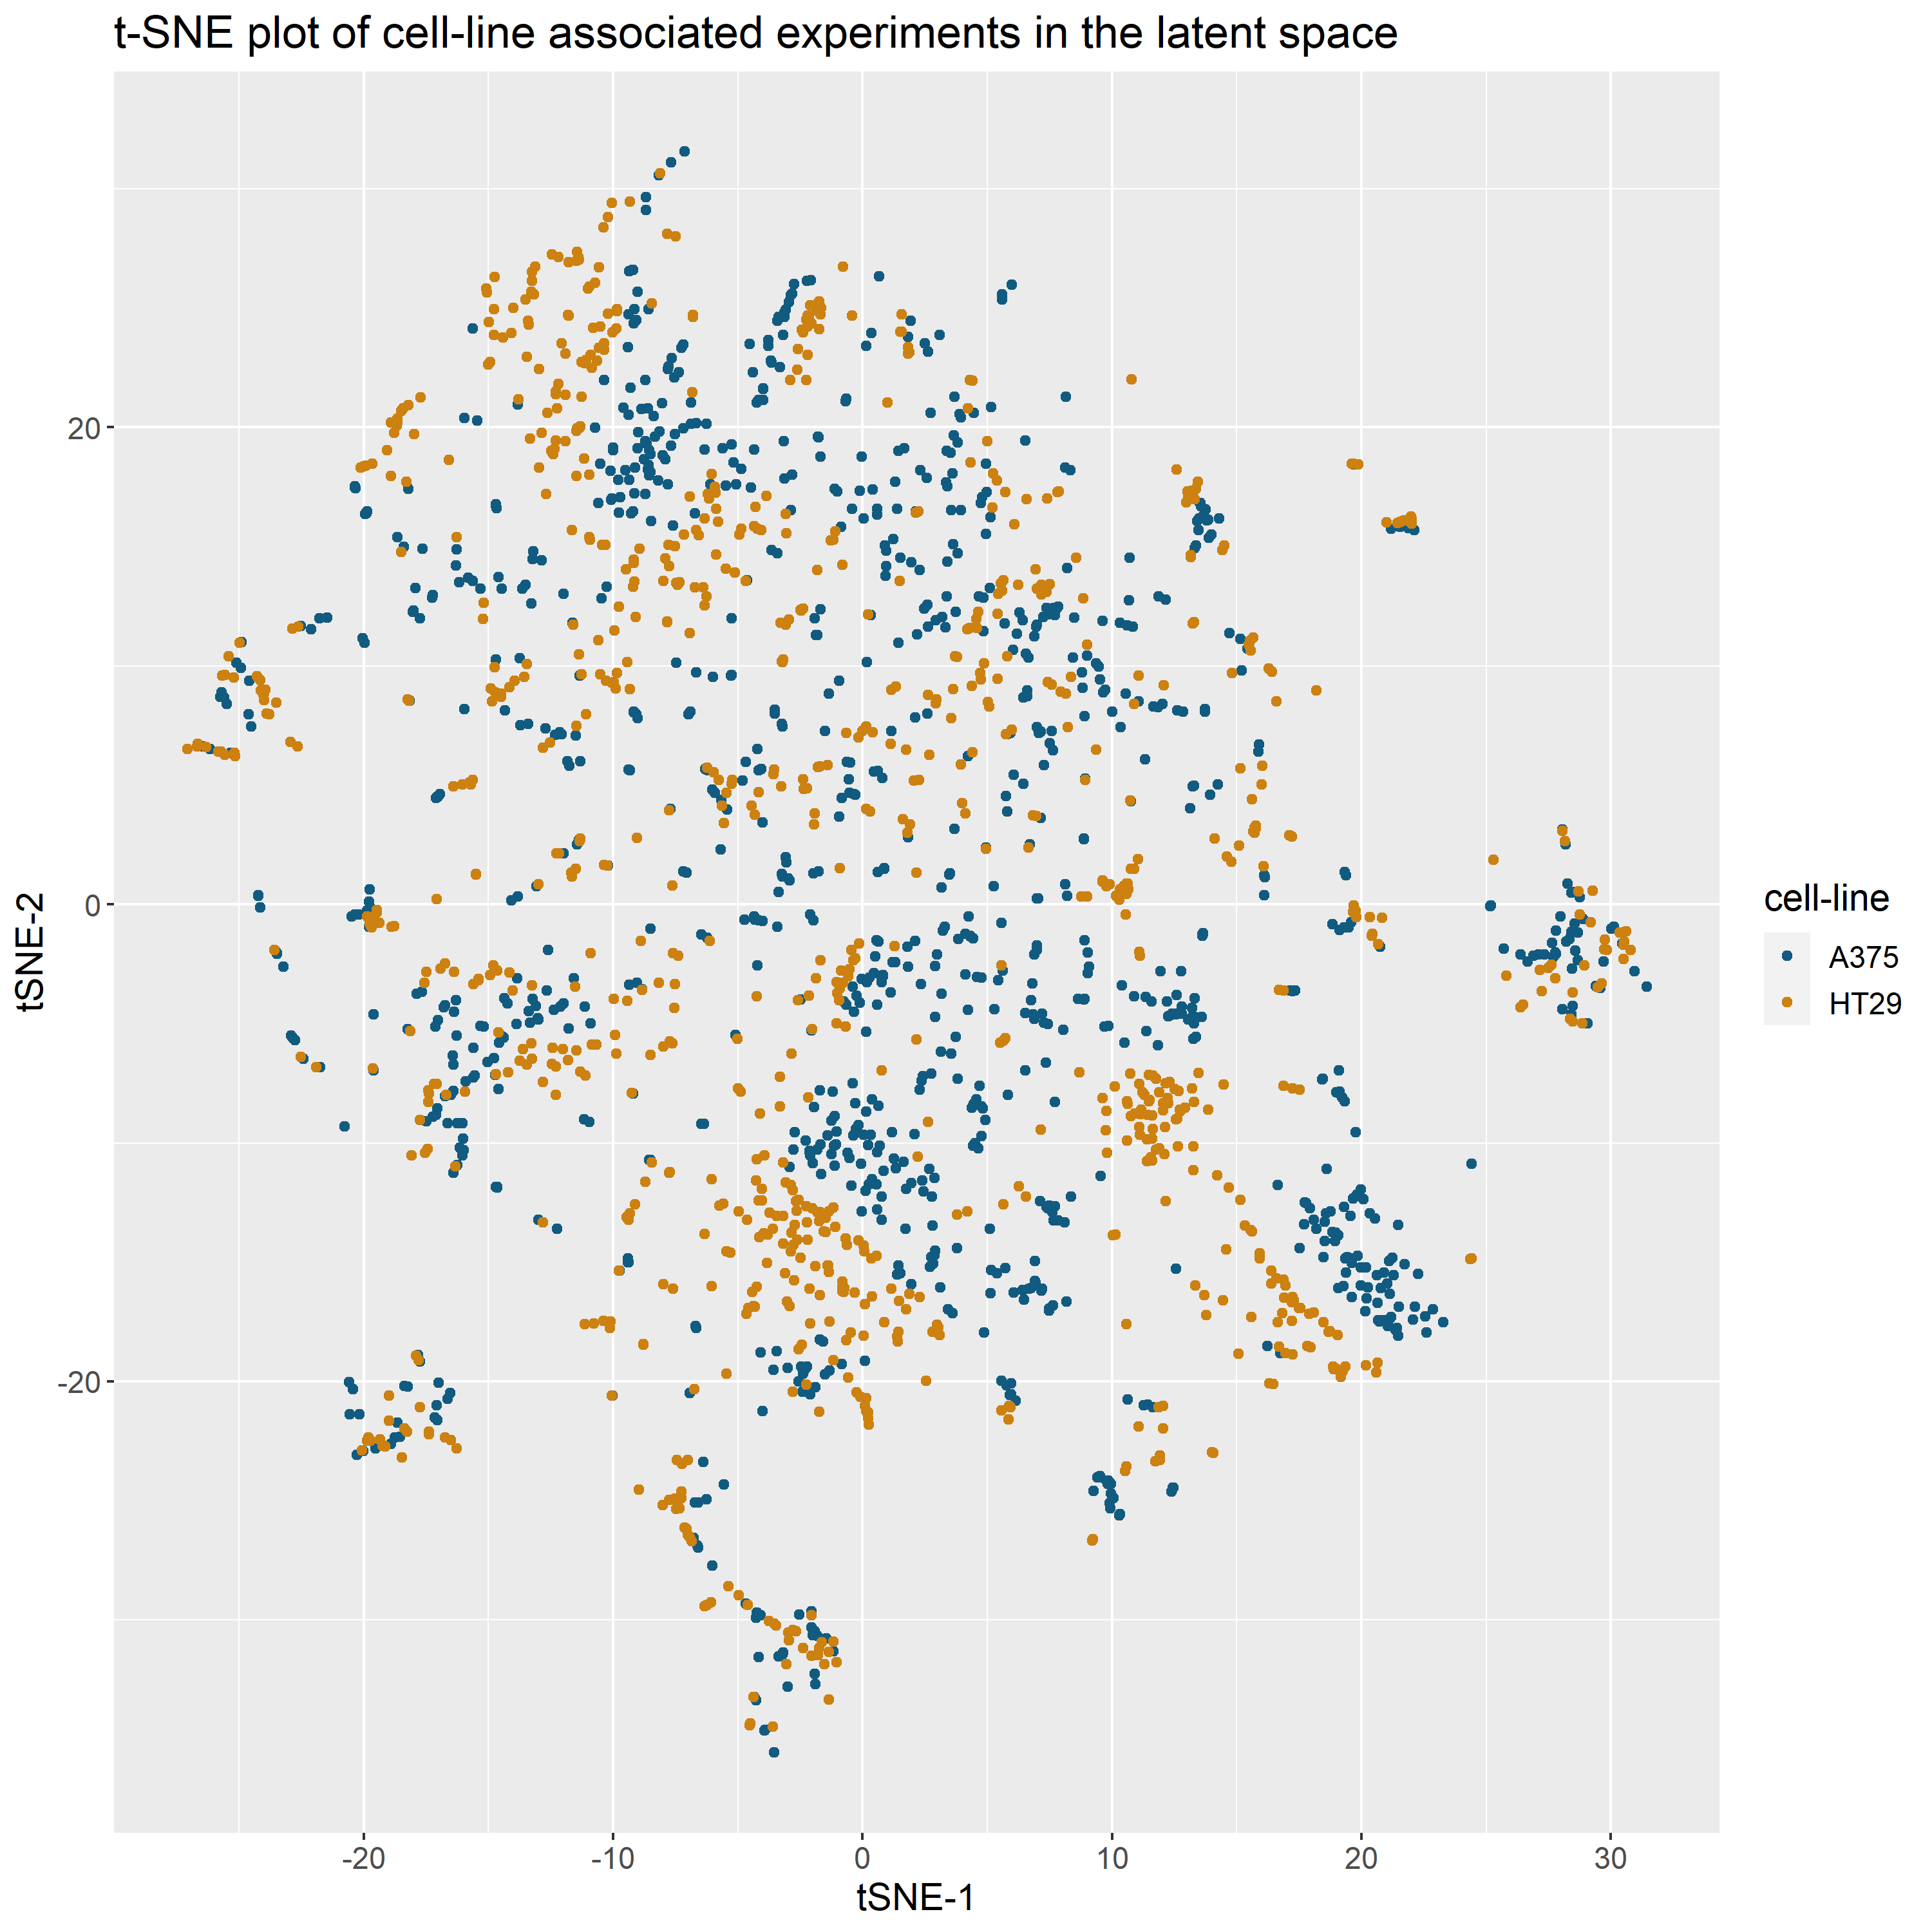 t-SNE plot of cell-line associated experiments in the latent space
20
0
-20
tSNE-2
-20
-10
0
10
20
30
tSNE-1
cell-line
A375
HT29